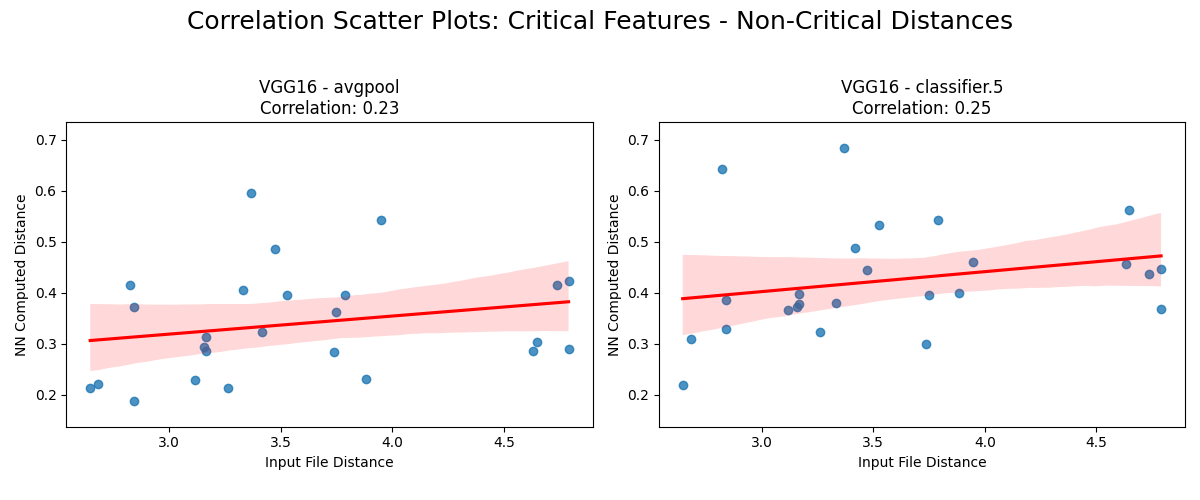 Correlation Scatter Plots: Critical Features - Non-Critical Distances
VGG16 - avgpool
Correlation: 0.23
0.7
0.6
0.5
0.4
0.3
0.2
NN Computed Distance
3.0
3.5
4.0
4.5
Input File Distance
VGG16 - classifier.5
Correlation: 0.25
0.7
0.6
0.5
0.4
0.3
0.2
NN Computed Distance
3.0
3.5
4.0
4.5
Input File Distance